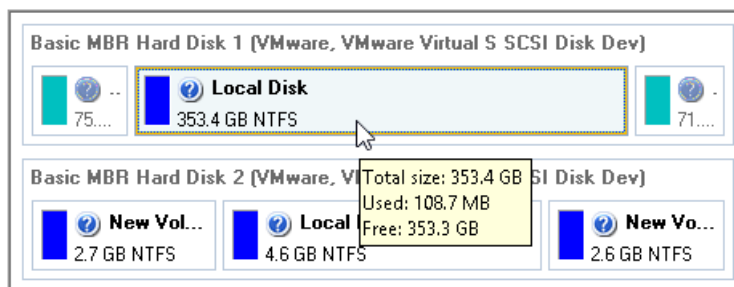 Basic MBR Hard Disk 1 (VMware, VMware Virtual S SCSI Disk Dev)
.. Local Disk .
75.... 353.4 GB NTFS 71....
Basic MBR Hard Disk 2 (VMware, V SI Disk Dev)
Total size: 353.4 GB
Used: 108.7 MB
Free: 353.3 GB
New Vol... Local New Vo...
2.7 GB NTFS 4.6 GB NTFS 2.6 GB NTFS